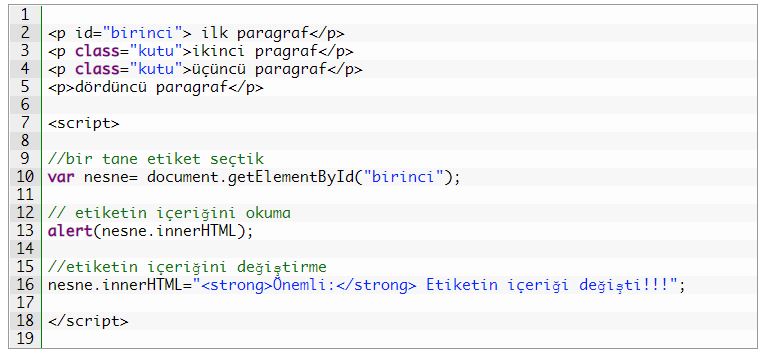 1
2 <p id="birinci"> ilk paragraf</p>
3 <p class="kutu">ikinci pragraf</p>
4 <p class="kutu">üçüncü paragraf</p>
5 <p>dördüncü paragraf</p>
6
7 <script>
8
9 //bir tane etiket seçtik
10 var nesne= document.getElementById("birinci");
11
12 // etiketin içeriğini okuma
13 alert(nesne.innerHTML);
14
15 //etiketin içeriğini değiştirme
16 nesne.innerHTML="<strong>Önemli:</strong> Etiketin içeriği değişti!!!";
17
18 </script>
19